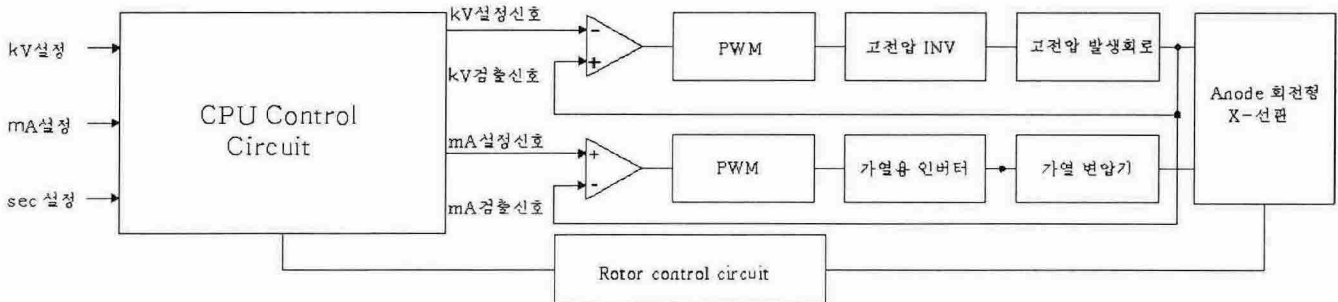 kV설정
mA설정
sec 설정
CPU Control
Circuit
kV설정신호
kV검출신호
mA설정신호
mA검출신호
-
+
+
-
PWM
고전압 INV
고전압 발생회로
PWM
가열용 인버터
가열 변압기
Anode 회전형
X-선관
Rotor control circuit